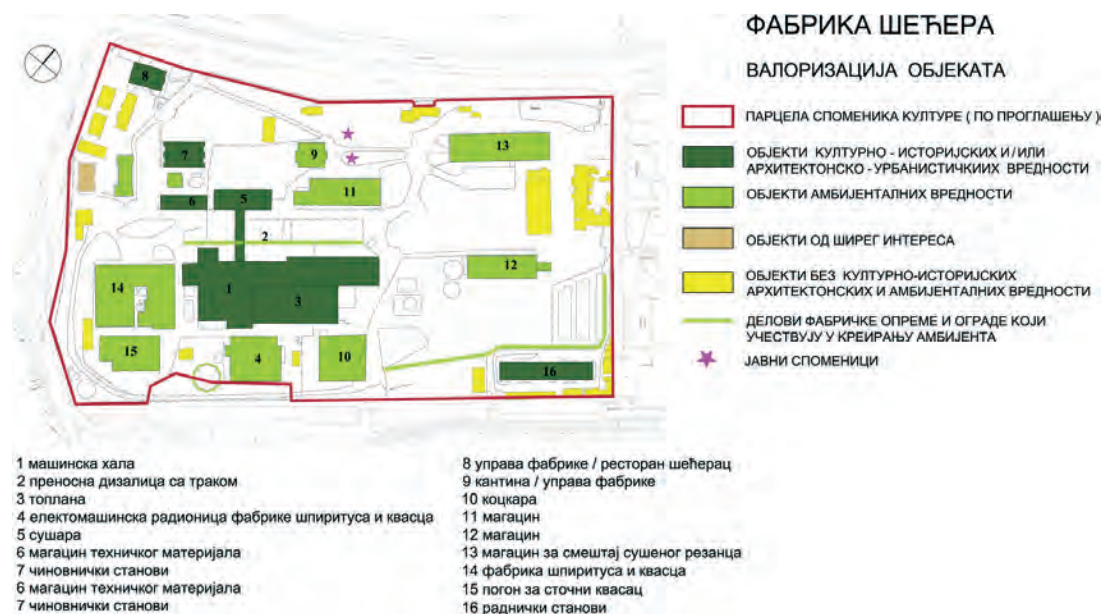 ФАБРИКА ШЕЋЕРА
ВАЛОРИЗАЦИЈА ОБЈЕКАТА
ПАРЦЕЛА СПОМЕНИКА КУЛТУРЕ ( ПО ПРОГЛАШЕЊУ )
ОБЈЕКТИ КУЛТУРНО - ИСТОРИЈСКИХ И/ИЛИ
АРХИТЕКТОНСКО - УРБАНИСТИЧКИИХ ВРЕДНОСТИ
ОБЈЕКТИ АМБИЈЕНТАЛНИХ ВРЕДНОСТИ
ОБЈЕКТИ ОД ШИРЕГ ИНТЕРЕСА
ОБЈЕКТИ БЕЗ КУЛТУРНО-ИСТОРИЈСКИХ
АРХИТЕКТОНСКИХ И АМБИЈЕНТАЛНИХ ВРЕДНОСТИ
ДЕЛОВИ ФАБРИЧКЕ ОПРЕМЕ И ОГРАДЕ КОЈИ
УЧЕСТВУЈУ У КРЕИРАЊУ АМБИЈЕНТА
ЈАВНИ СПОМЕНИЦИ
8
7
9
13
6
5
11
2
12
14
1
3
15
4
10
16
1 машинска хала
2 преносна дизалица са траком
3 топлана
4 електомашинска радионица фабрике шпиритуса и квасца
5 сушара
6 магацин техничког материјала
7 чиновнички станови
6 магацин техничког материјала
7 чиновнички станови
8 управа фабрике / ресторан шећерац
9 кантина / управа фабрике
10 коцкара
11 магацин
12 магацин
13 магацин за смештај сушеног резанца
14 фабрика шпиритуса и квасца
15 погон за сточни квасац
16 раднички станови